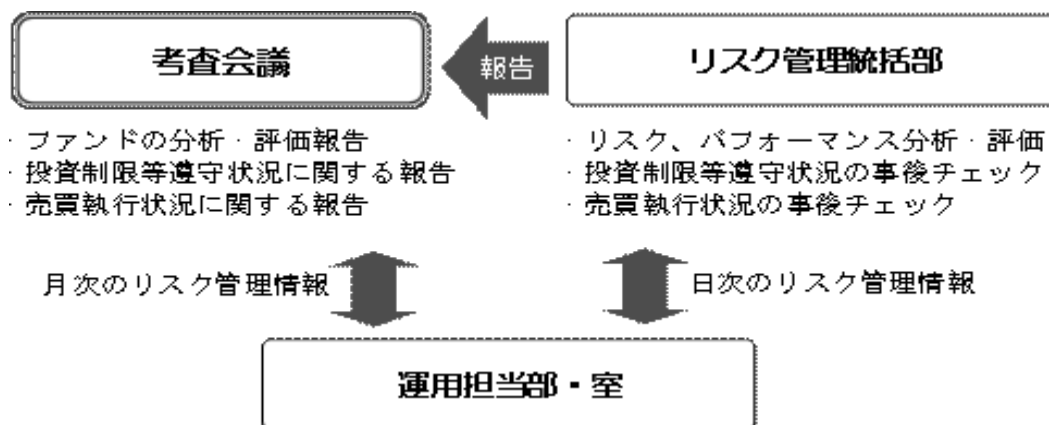 考査会議
報告
リスク管理統括部
・ファンドの分析・評価報告
・投資制限等遵守状況に関する報告
・売買執行状況に関する報告
・リスク、パフォーマンス分析・評価
・投資制限等遵守状況の事後チェック
・売買執行状況の事後チェック
月次のリスク管理情報
日次のリスク管理情報
運用担当部・室